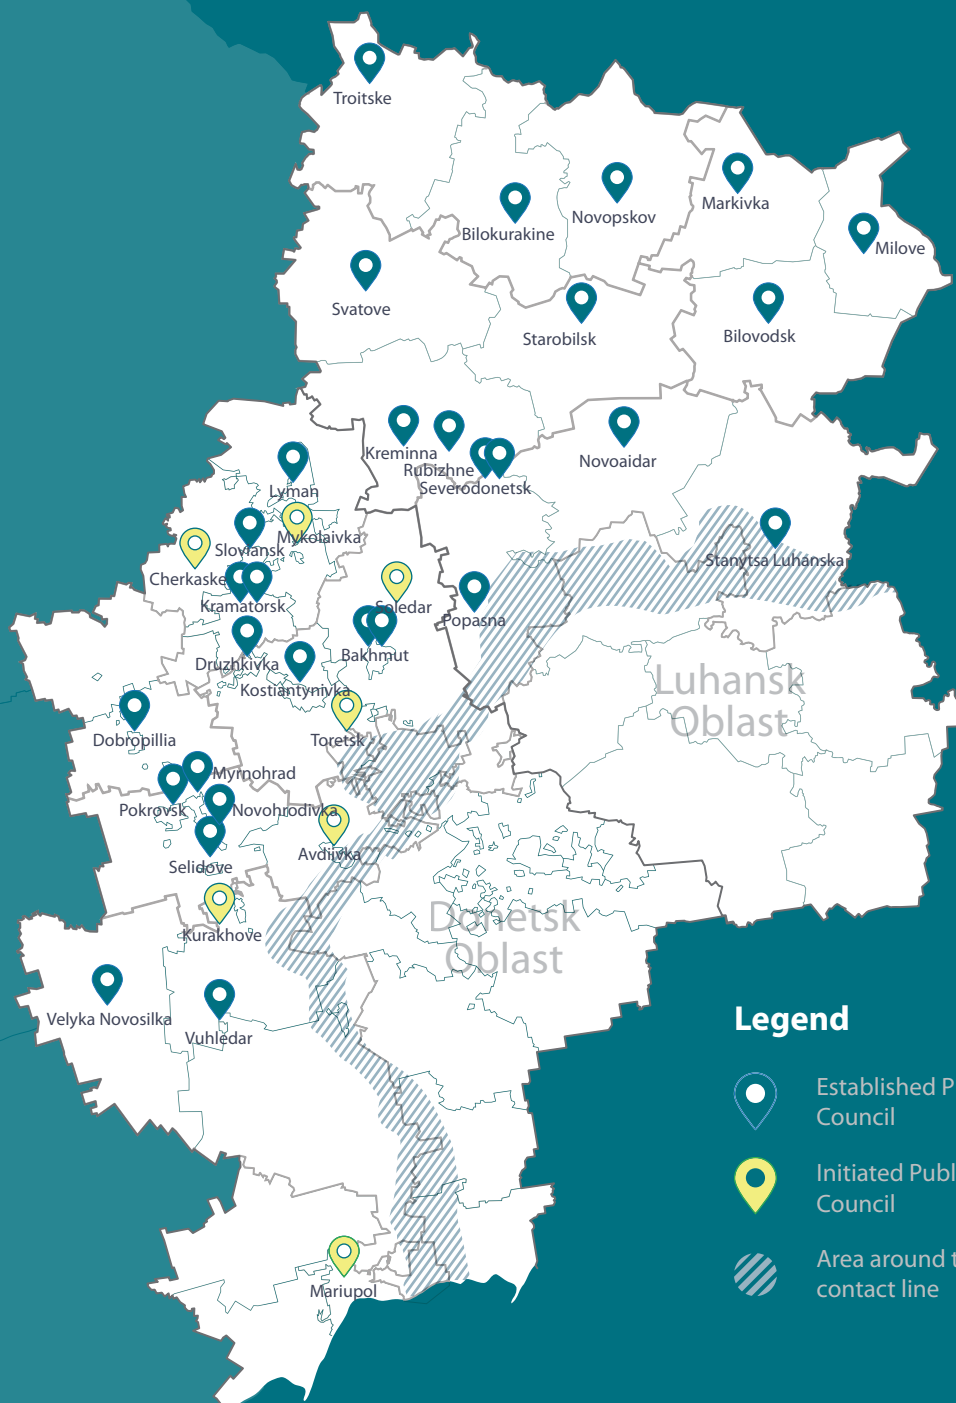 Troitske
Markivka
Novopskov
Bilokurakine
Milove
Svatove
Starobilsk
Bilovodsk
Kreminna
Rubizhne
Novoaidar
Severodonetsk
Lyman
Mykolaivka
Sloviansk
Stanytsa Luhanska
Cherkaske
Kramatorsk
Soledar
Popasna
Bakhmut
Druzhkivka
Kostiantynivka
Luhansk
Oblast
Dobropillia
Toretsk
Myrnohrad
Pokrovsk
Novohrodivka
Avdiivka
Selidove
Donetsk
Oblast
Kurakhove
Velyka Novosilka
Vuhledar
Mariupol
Legend
Established P
Council
Initiated Publ
Council
Area around t
contact line